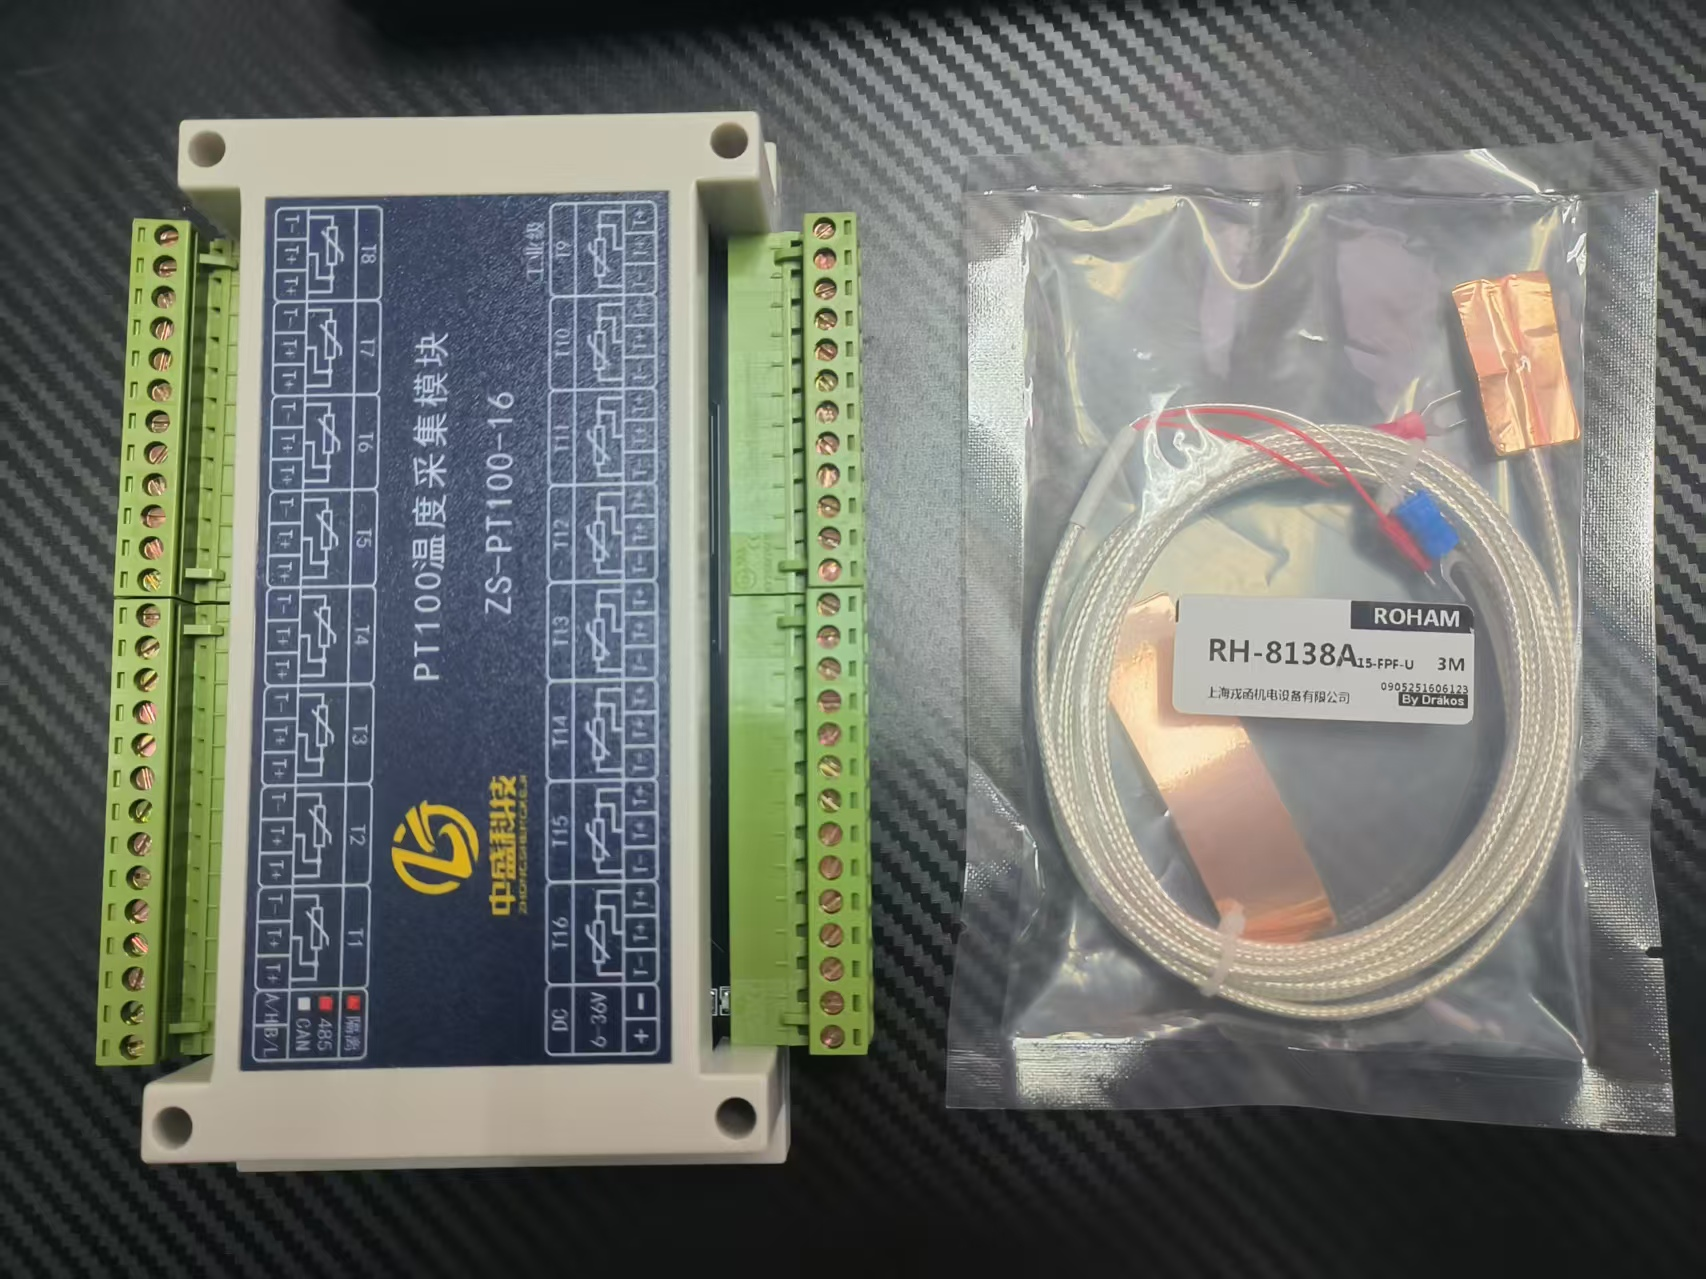 A/H B/L T+ T+ T- T+ T+ T- T+ T+ T- T+ T+ T- T+ T+ T- T+ T+ T- T+ T+ T- T+ T+ T-
CAN
485
隔离 T1 T2 T3 T4 T5 T6 T7 T8
PT100温度采集模块
ZS-PT100-16
中盛科技
ZHONGSHENGKEJI
工业级
DC T16 T15 T14 T13 T12 T11 T10 T9
6-36V
+ - T- T+ T+ T- T+ T+ T- T+ T+ T- T+ T+ T- T+ T+ T- T+ T+ T- T+ T+ T- T+ T+
ROHAM
RH-8138A15-FPF-U 3M
0905251606123
上海戎函机电设备有限公司 By Drakos